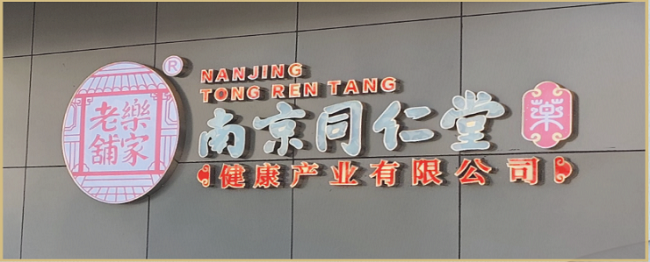 樂家
老舖
®
NANJING
TONG REN TANG
南京同仁堂
藥
健康产业有限公司